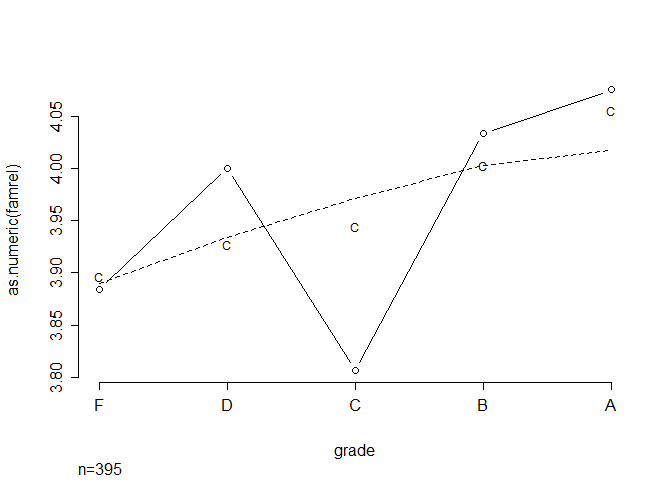 as.numeric(famrel)
4.05
4.00
3.95
3.90
3.85
3.80
C
C
C
C
C
F D C B A
grade
n=395